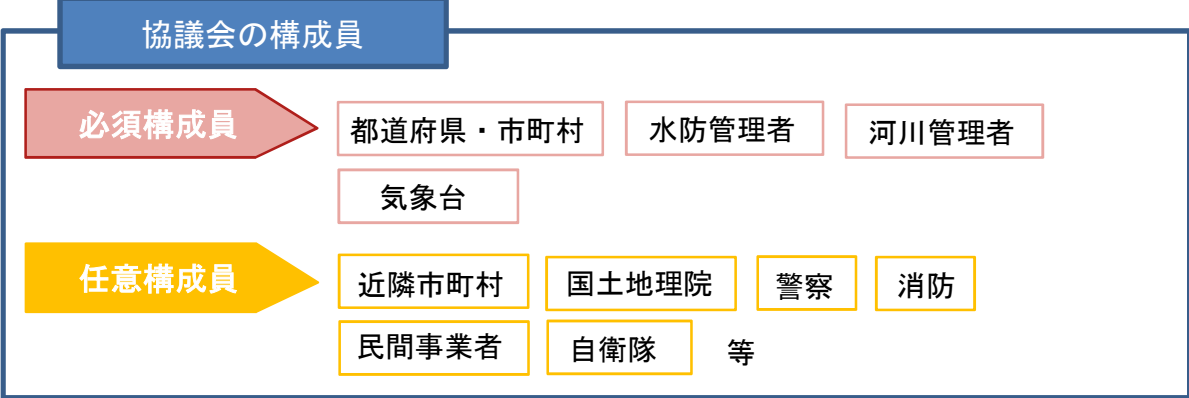 協議会の構成員
必須構成員
都道府県・市町村 水防管理者 河川管理者
気象台
任意構成員
近隣市町村 国土地理院 警察 消防
民間事業者 自衛隊 等